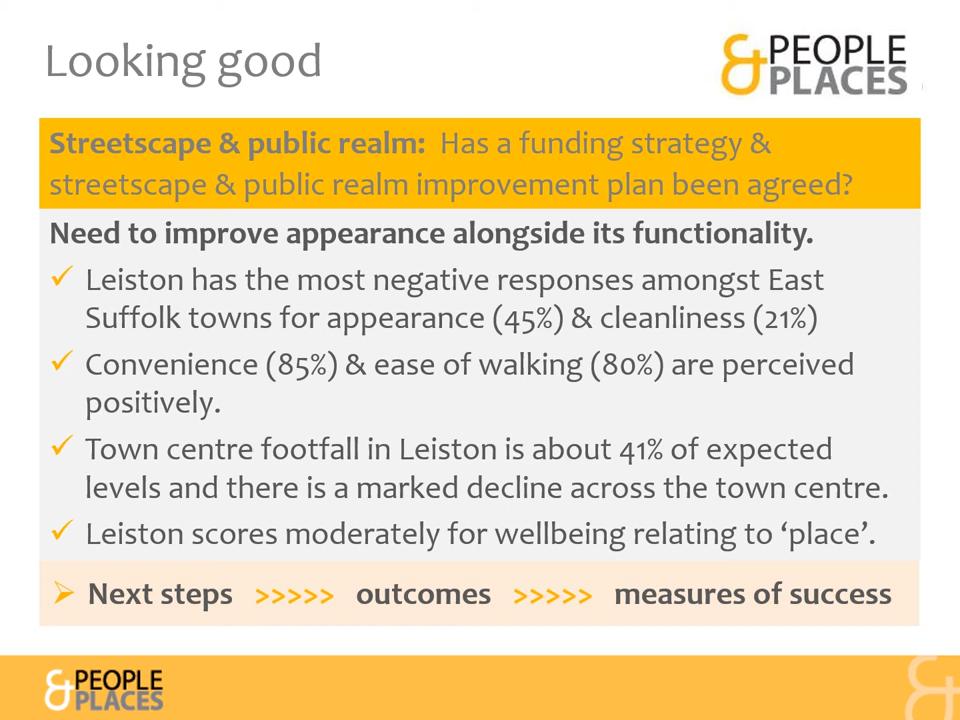 Looking good
& PEOPLE
PLACES
Streetscape & public realm: Has a funding strategy &
streetscape & public realm improvement plan been agreed?
Need to improve appearance alongside its functionality.
✓ Leiston has the most negative responses amongst East
Suffolk towns for appearance (45%) & cleanliness (21%)
✓ Convenience (85%) & ease of walking (80%) are perceived
positively.
✓ Town centre footfall in Leiston is about 41% of expected
levels and there is a marked decline across the town centre.
✓ Leiston scores moderately for wellbeing relating to ‘place’.
➢ Next steps >>>>> outcomes >>>>> measures of success
& PEOPLE
PLACES
&